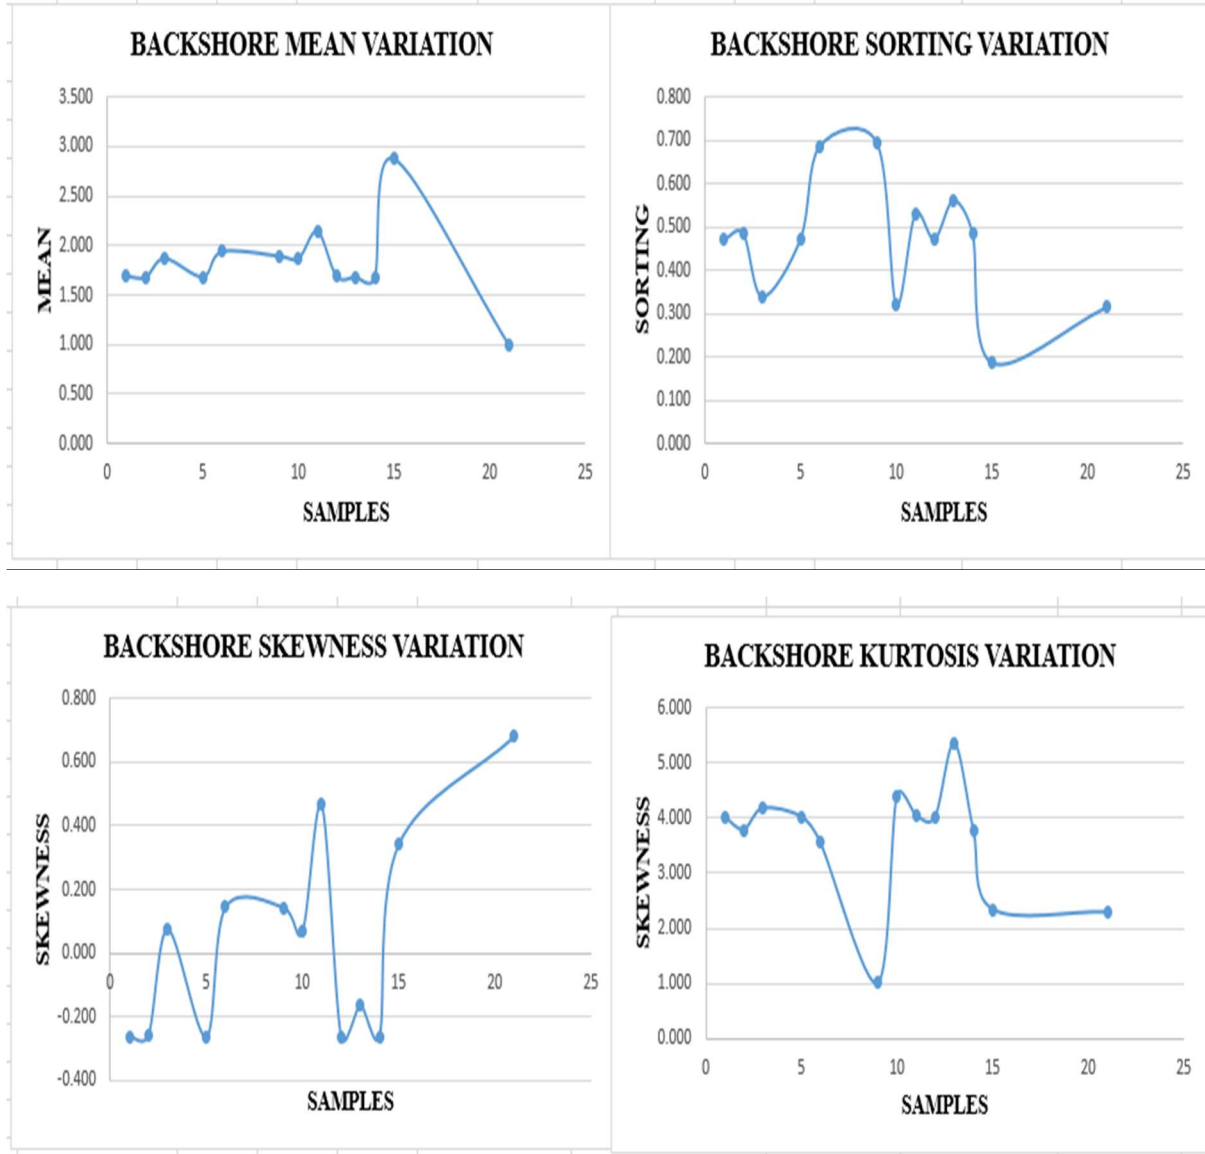 BACKSHORE MEAN VARIATION
3.500
3.000
2.500
2.000
1.500
1.000
0.500
0.000
MEAN
0 5 10 15 20 25
SAMPLES
BACKSHORE SORTING VARIATION
0.800
0.700
0.600
0.500
0.400
0.300
0.200
0.100
0.000
SORTING
0 5 10 15 20 25
SAMPLES
BACKSHORE SKEWNESS VARIATION
0.800
0.600
0.400
0.200
0.000
-0.200
-0.400
SKEWNESS
0 5 10 15 20 25
SAMPLES
BACKSHORE KURTOSIS VARIATION
6.000
5.000
4.000
3.000
2.000
1.000
0.000
SKEWNESS
0 5 10 15 20 25
SAMPLES